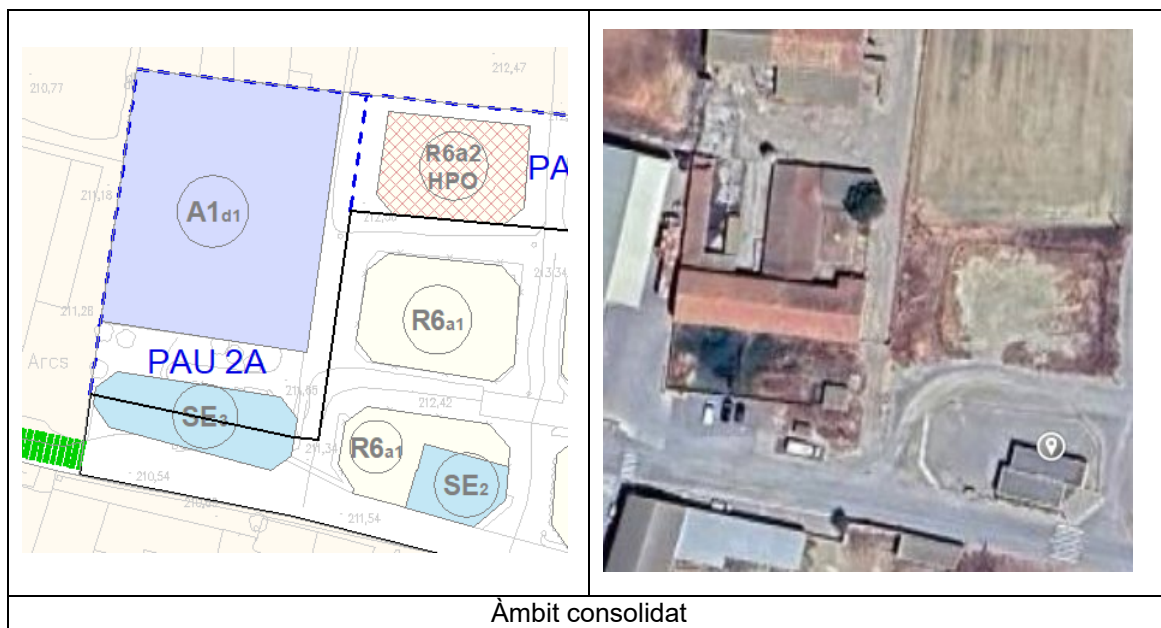 212,47
210,77
R6a2
HPO
PA
A1d1
211,18
213,34
R6a1
211,28
Arcs
PAU 2A
211,65
212,42
SE3
211,34
R6a1
SE2
210,54
211,54
Àmbit consolidat